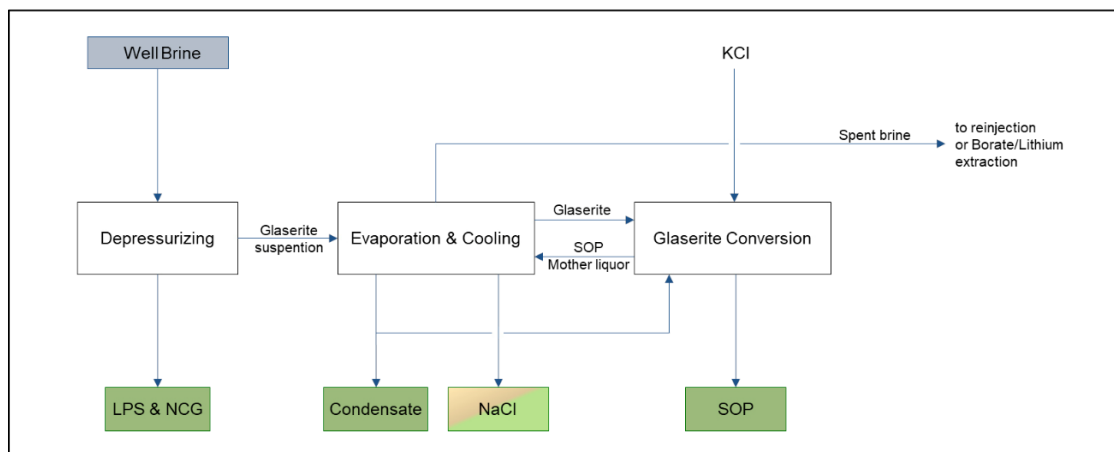 Well Brine
KCl
Spent brine
to reinjection
or Borate/Lithium
extraction
Depressurizing
Glaserite
suspention
Evaporation & Cooling
Glaserite
SOP
Mother liquor
Glaserite Conversion
LPS & NCG
Condensate
NaCl
SOP